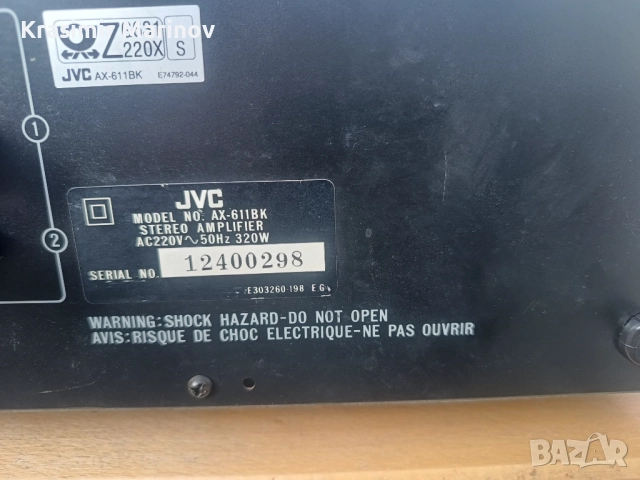 Krasimir Marinov
Z
220X
S
JVC AX-611BK E74792-044
1
JVC
MODEL NO. AX-611BK
STEREO AMPLIFIER
AC220V∿50Hz 320W
2
SERIAL NO. 12400298
E303260-198 EG
WARNING:SHOCK HAZARD-DO NOT OPEN
AVIS:RISQUE DE CHOC ELECTRIQUE-NE PAS OUVRIR
BAZAR